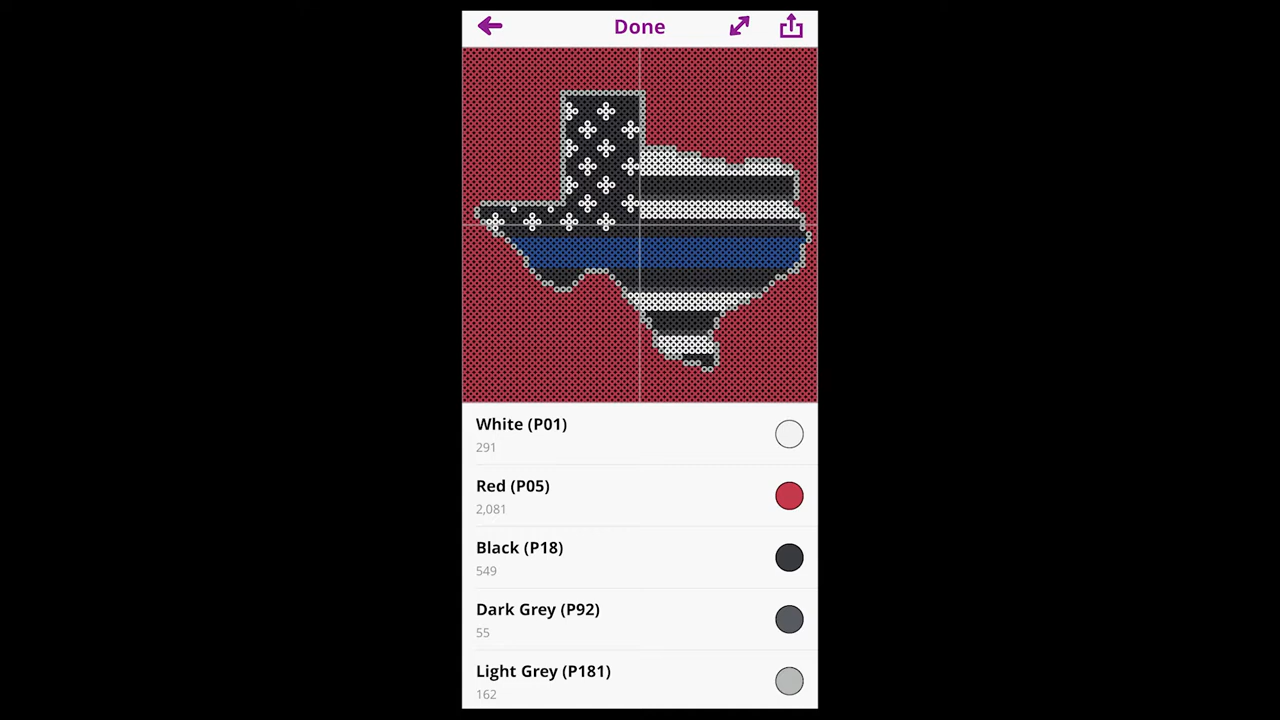 Done
White (P01)
291
Red (P05)
2,081
Black (P18)
549
Dark Grey (P92)
55
Light Grey (P181)
162